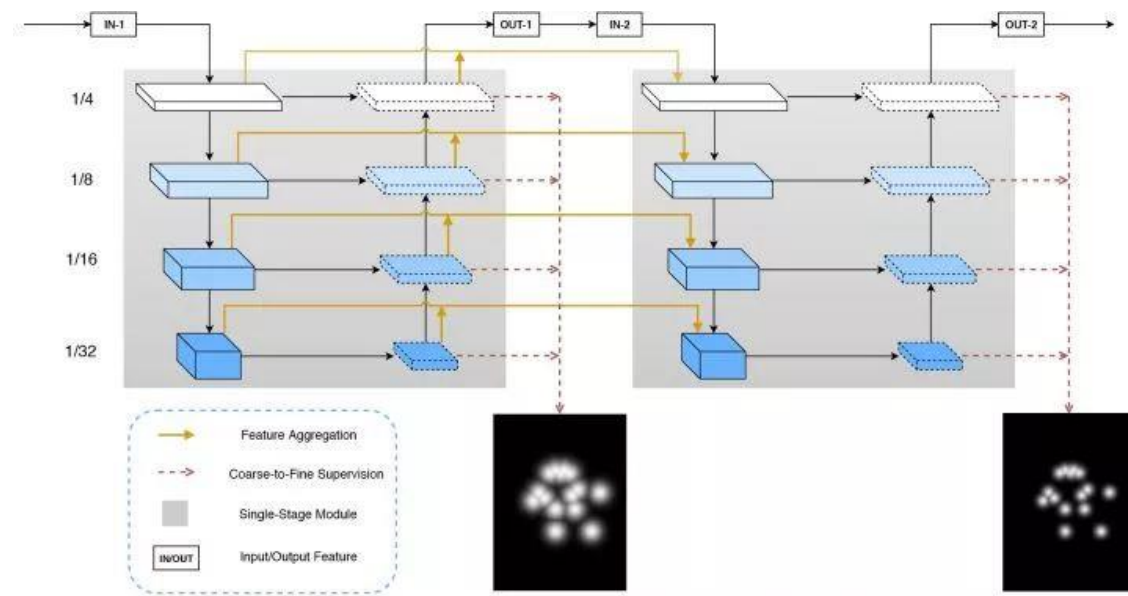 IN-1
OUT-1
IN-2
OUT-2
1/4
1/8
1/16
1/32
Feature Aggregation
Coarse-to-Fine Supervision
Single-Stage Module
IN/OUT
Input/Output Feature